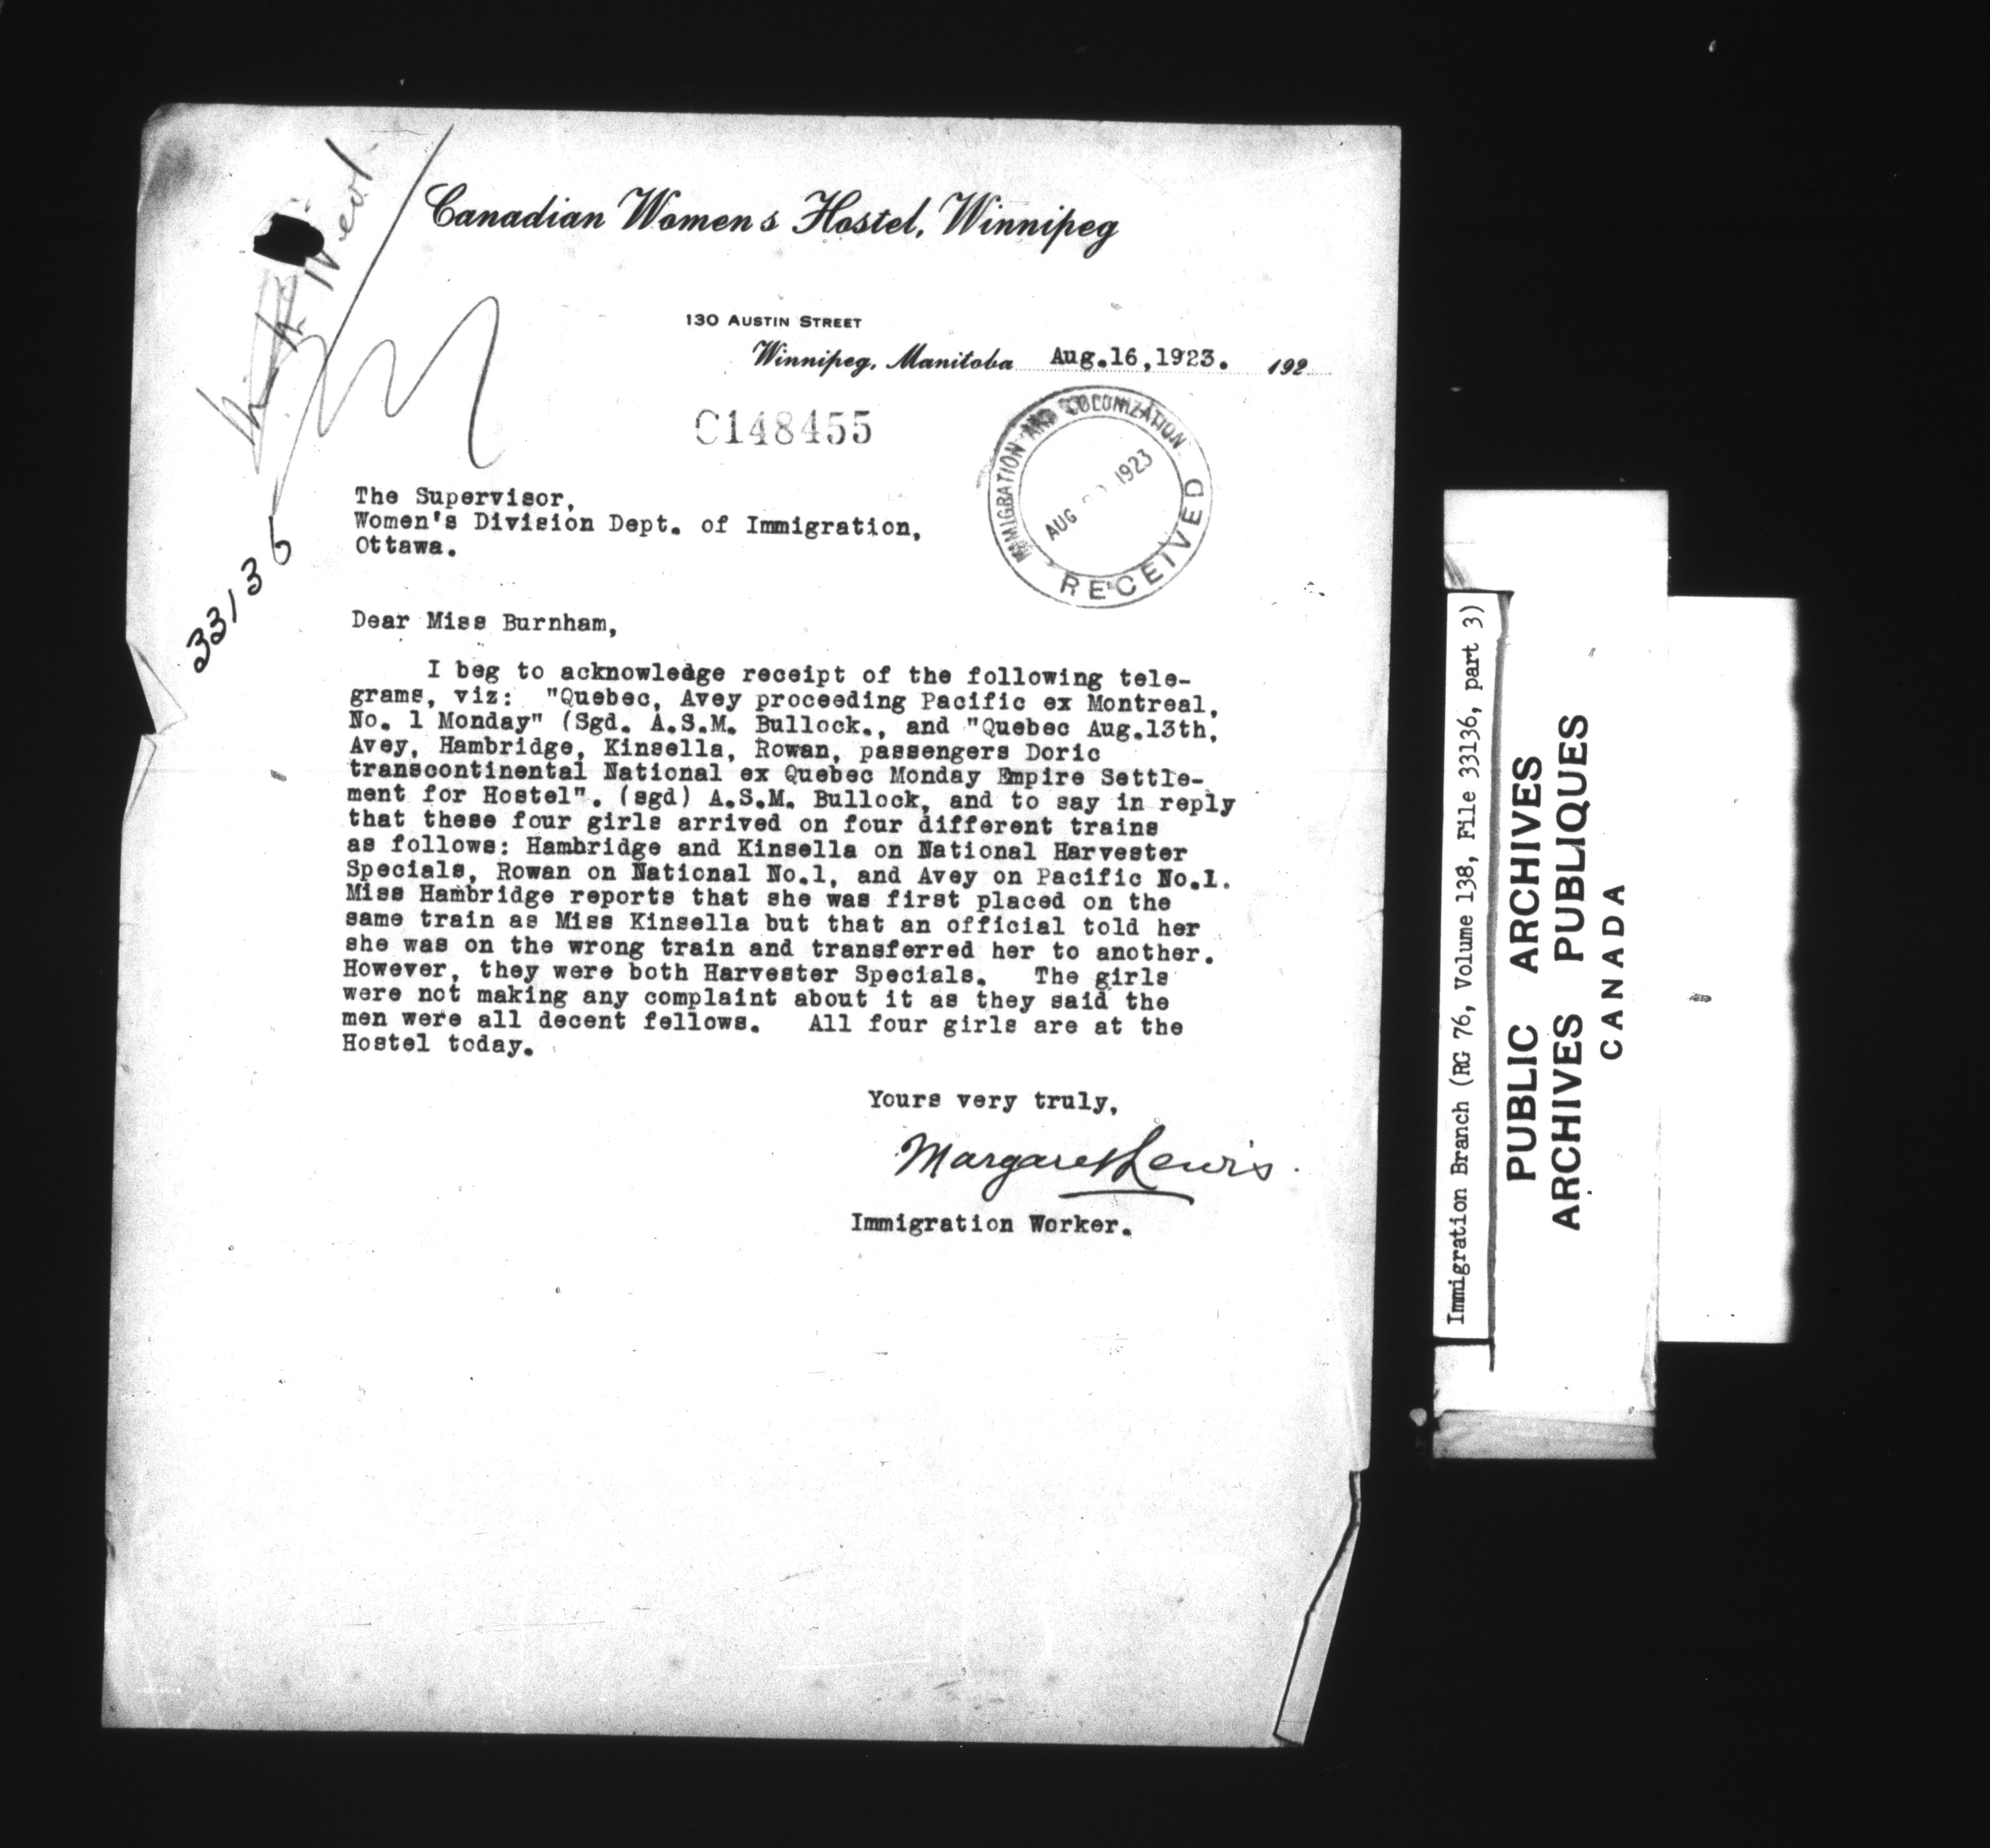 Canadian Womens Hostel, Winnipeg
130 AUSTIN STREET
Winnipeg, Manitoba Aug.16,1923. 192
C148455
IMMIGRATION AND COLONIZATION
AUG 1923
RECEIVED
33136
The Supervisor,
Women's Division Dept. of Immigration,
Ottawa.
Dear Miss Burnham,
I beg to acknowledge receipt of the following tele-
grams, viz: "Quebec, Avey proceeding Pacific ex Montreal,
No. 1 Monday" (Sgd. A.S.M. Bullock., and "Quebec Aug.13th,
Avey, Hambridge, Kinsella, Rowan, passengers Doric
transcontinental National ex Quebec Monday Empire Settle-
ment for Hostel". (sgd) A.S.M. Bullock, and to say in reply
that these four girls arrived on four different trains
as follows: Hambridge and Kinsella on National Harvester
Specials, Rowan on National No.1, and Avey on Pacific No.1.
Miss Hambridge reports that she was first placed on the
same train as Miss Kinsella but that an official told her
she was on the wrong train and transferred her to another.
However, they were both Harvester Specials. The girls
were not making any complaint about it as they said the
men were all decent fellows. All four girls are at the
Hostel today.
Yours very truly,
Margaret Lewis.
Immigration Worker.
Immigration Branch (RG 76, Volume 138, File 33136, part 3)
PUBLIC ARCHIVES
ARCHIVES PUBLIQUES
CANADA